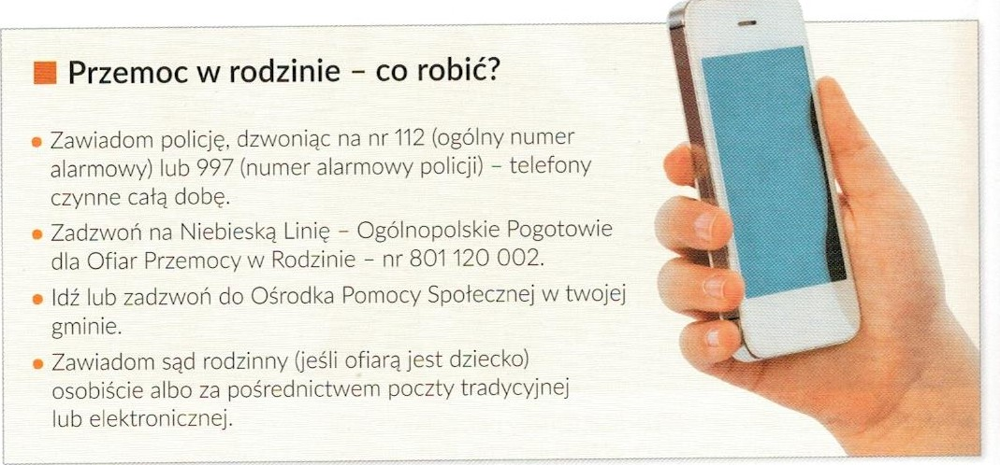 Przemoc w rodzinie – co robić?
• Zawiadom policję, dzwoniąc na nr 112 (ogólny numer
alarmowy) lub 997 (numer alarmowy policji) – telefony
czynne całą dobę.
• Zadzwoń na Niebieską Linię – Ogólnopolskie Pogotowie
dla Ofiar Przemocy w Rodzinie – nr 801 120 002.
• Idź lub zadzwoń do Ośrodka Pomocy Społecznej w twojej
gminie.
• Zawiadom sąd rodzinny (jeśli ofiarą jest dziecko)
osobiście albo za pośrednictwem poczty tradycyjnej
lub elektronicznej.